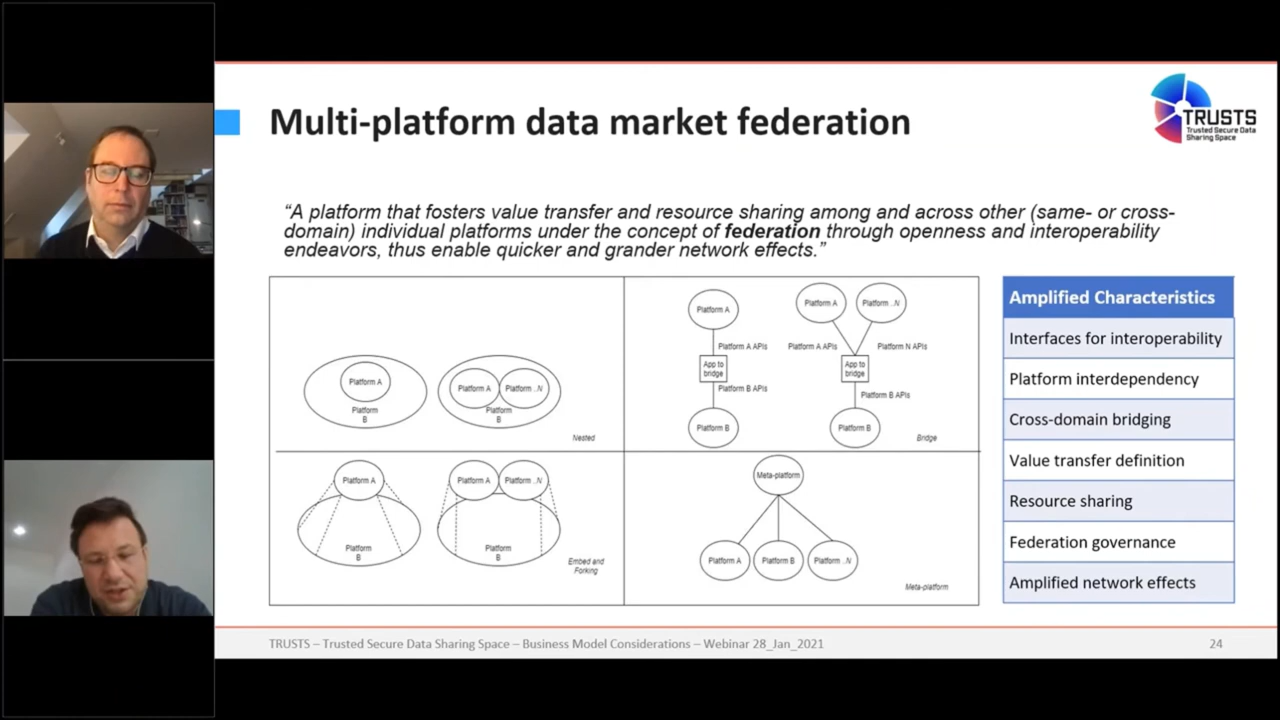 Multi-platform data market federation
TRUSTS
Trusted Secure Data
Sharing Space
“A platform that fosters value transfer and resource sharing among and across other (same- or cross-
domain) individual platforms under the concept of federation through openness and interoperability
endeavors, thus enable quicker and grander network effects.”
Platform A
Platform
B
Platform A
Platform ..N
Platform
B
Nested
Platform A
Platform A APIs
App to
bridge
Platform B APIs
Platform B
Platform A
Platform ..N
Platform A APIs
Platform N APIs
App to
bridge
Platform B APIs
Platform B
Bridge
Platform A
Platform
B
Platform A
Platform ..N
Platform
B
Embed and
Forking
Meta-platform
Platform A
Platform B
Platform ..N
Meta-platform
Amplified Characteristics
Interfaces for interoperability
Platform interdependency
Cross-domain bridging
Value transfer definition
Resource sharing
Federation governance
Amplified network effects
TRUSTS – Trusted Secure Data Sharing Space – Business Model Considerations – Webinar 28_Jan_2021
24